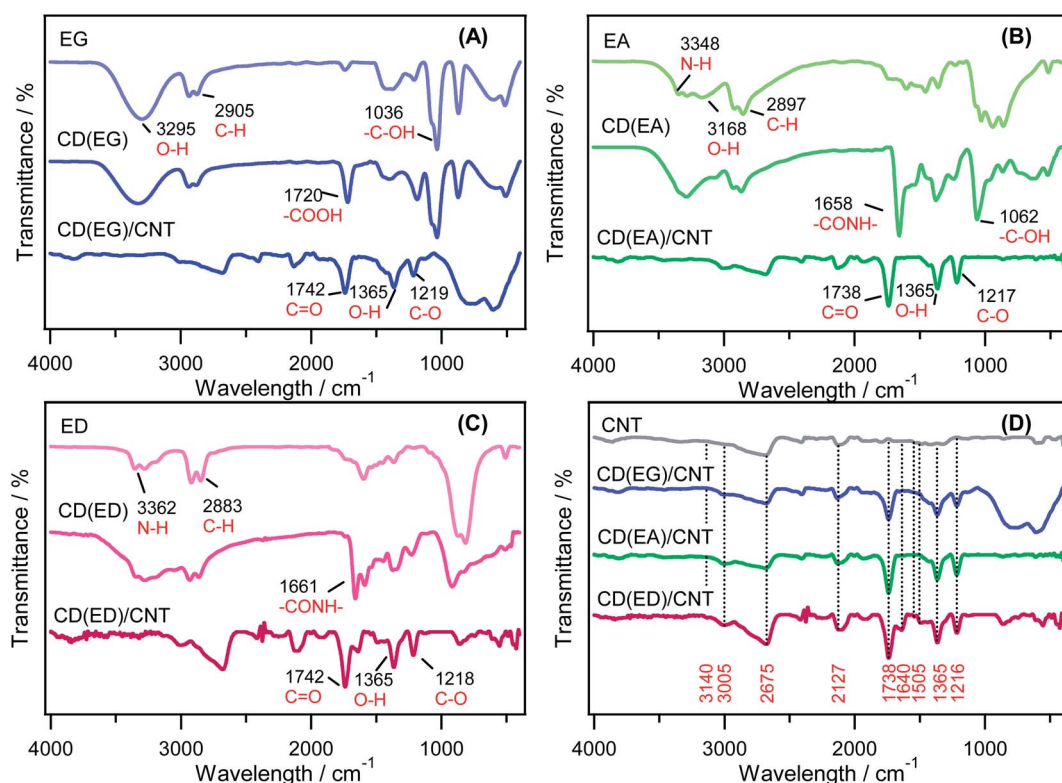 (A)
EG
3295
O-H
2905
C-H
1036
-C-OH
CD(EG)
1720
-COOH
CD(EG)/CNT
1742
C=O
1365
O-H
1219
C-O
Transmittance / %
4000 3000 2000 1000
Wavelength / cm-1
(B)
EA
3348
N-H
3168
O-H
2897
C-H
CD(EA)
1658
-CONH-
1062
-C-OH
CD(EA)/CNT
1738
C=O
1365
O-H
1217
C-O
Transmittance / %
4000 3000 2000 1000
Wavelength / cm-1
(C)
ED
3362
N-H
2883
C-H
CD(ED)
1661
-CONH-
CD(ED)/CNT
1742
C=O
1365
O-H
1218
C-O
Transmittance / %
4000 3000 2000 1000
Wavelength / cm-1
(D)
CNT
CD(EG)/CNT
CD(EA)/CNT
CD(ED)/CNT
3140 3005 2675 2127 1738 1640 1505 1365 1216
Transmittance / %
4000 3000 2000 1000
Wavelength / cm-1